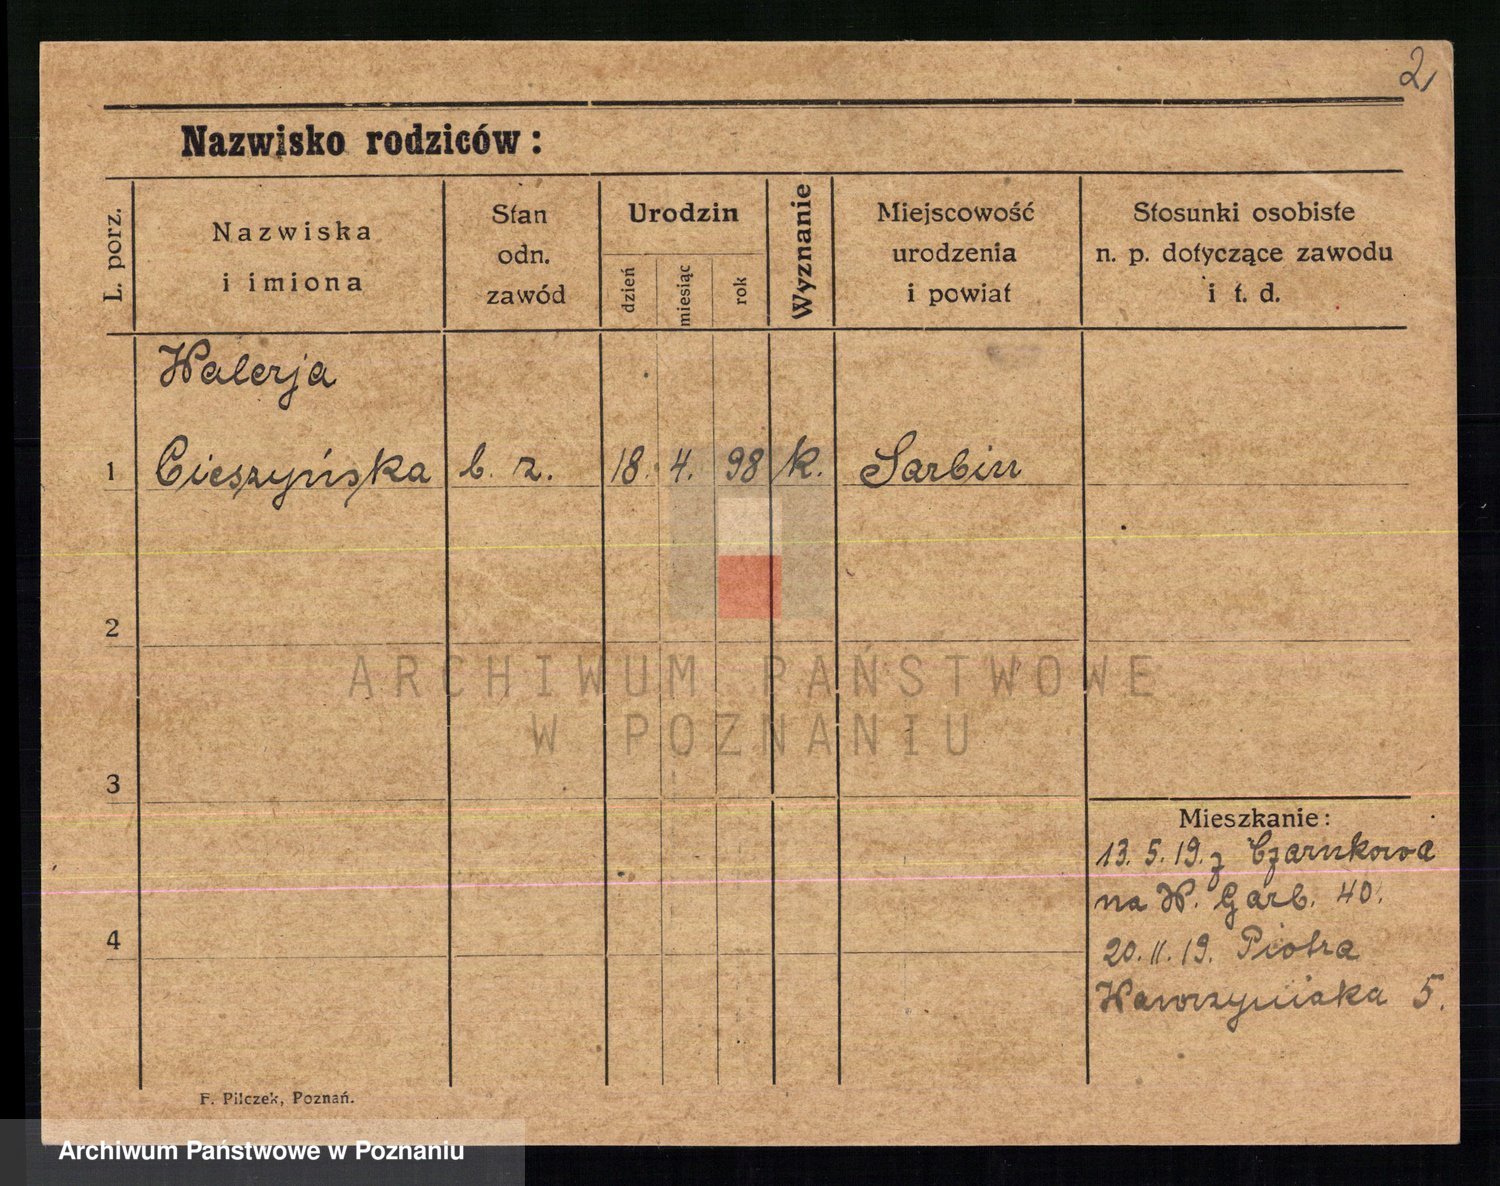 2
Nazwisko rodziców:
L. porz.
Nazwiska
i imiona
Stan
odn.
zawód
Urodzin
dzień
miesiąc
rok
Wyznanie
Miejscowość
urodzenia
i powiat
Stosunki osobiste
n. p. dotyczące zawodu
i t. d.
Walerja
1 Cieszyńska b. z. 18. 4. 98 k. Sarbin
2
ARCHIWUM PAŃSTWOWE
W POZNANIU
3
Mieszkanie:
13. 5. 19. z Czarnkowa
na W. Garb. 40.
4
20. 11. 19. Piotra
Wawrzyniaka 5.
F. Pilczek, Poznań.
Archiwum Państwowe w Poznaniu